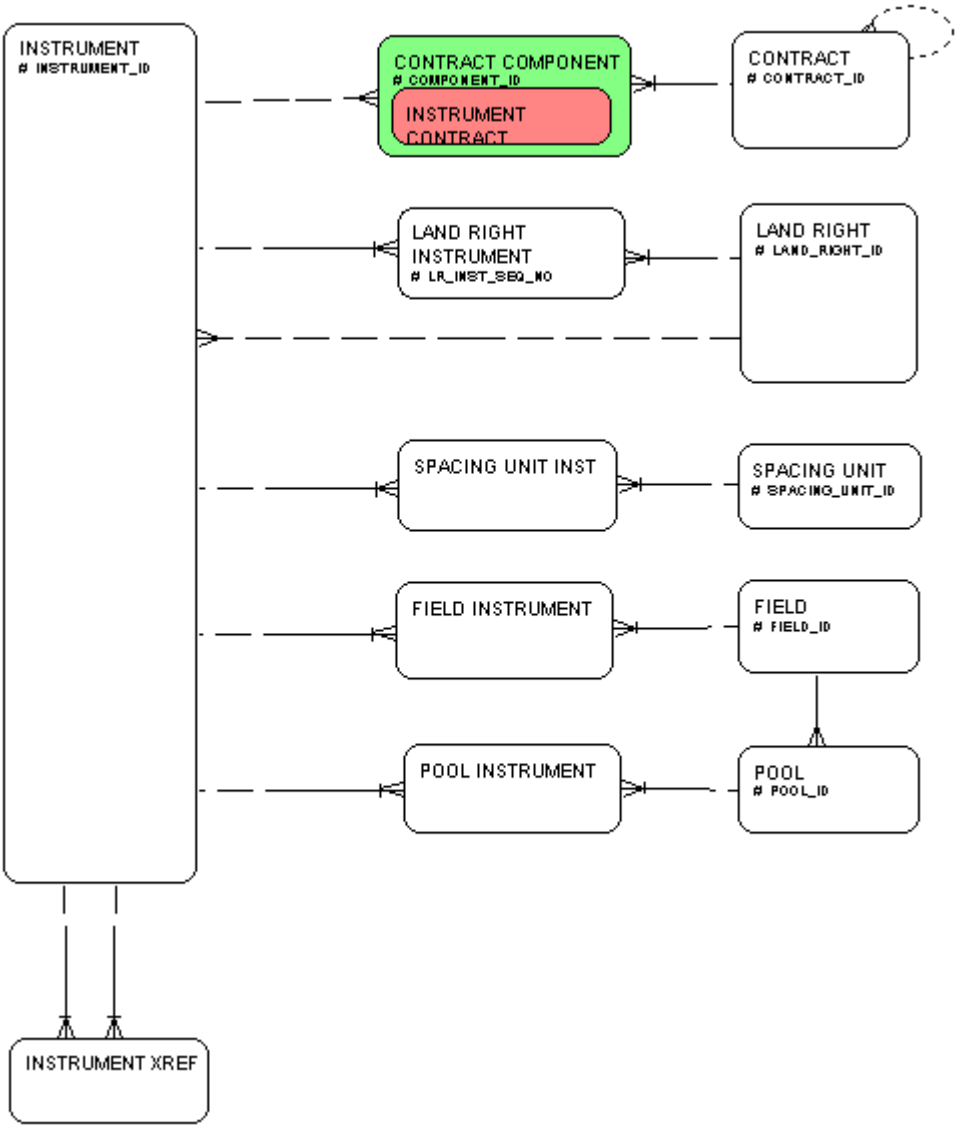 INSTRUMENT
# INSTRUMENT_ID
CONTRACT COMPONENT
# COMPONENT_ID
INSTRUMENT
CONTRACT
CONTRACT
# CONTRACT_ID
LAND RIGHT
INSTRUMENT
# LR_INST_SEQ_NO
LAND RIGHT
# LAND_RIGHT_ID
SPACING UNIT INST
SPACING UNIT
# SPACING_UNIT_ID
FIELD INSTRUMENT
FIELD
# FIELD_ID
POOL INSTRUMENT
POOL
# POOL_ID
INSTRUMENT XREF